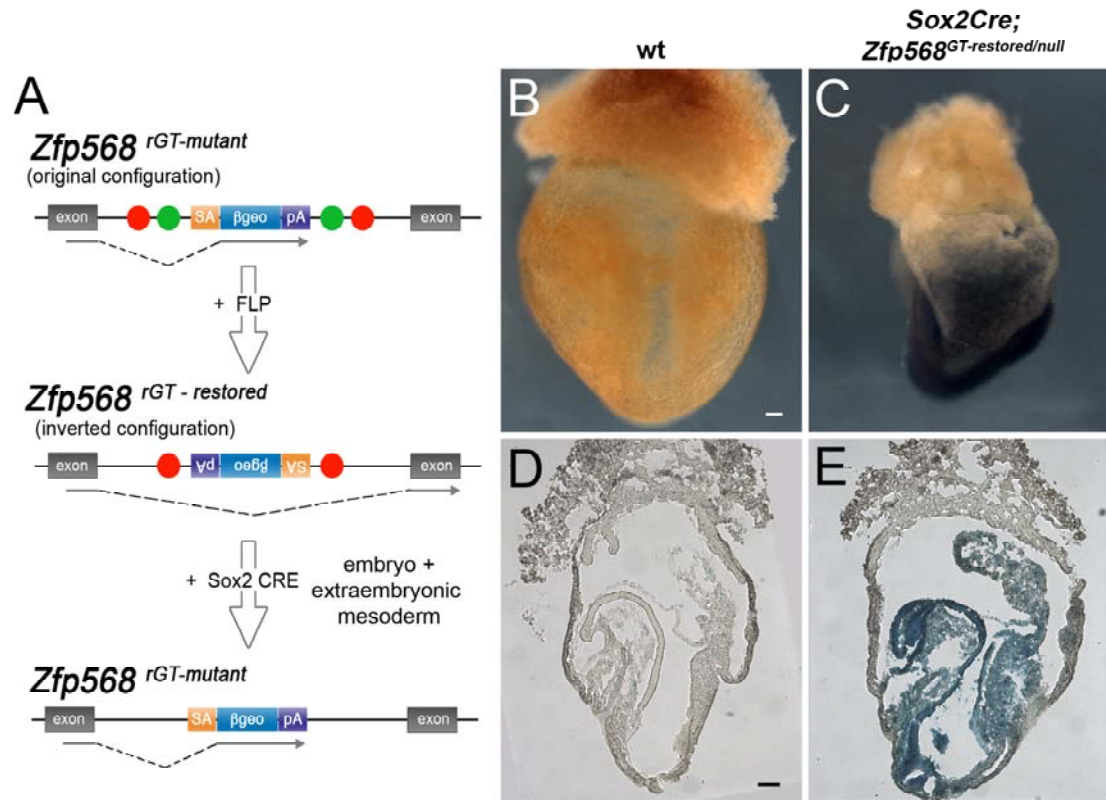 Sox2Cre;
wt
Zfp568GT-restored/null
A
B
C
Zfp568 rGT-mutant
(original configuration)
exon SA βgeo pA exon
+ FLP
Zfp568 rGT - restored
(inverted configuration)
exon pA βgeo SA exon
+ Sox2 CRE
embryo +
extraembryonic
mesoderm
Zfp568 rGT-mutant
exon SA βgeo pA exon
D
E